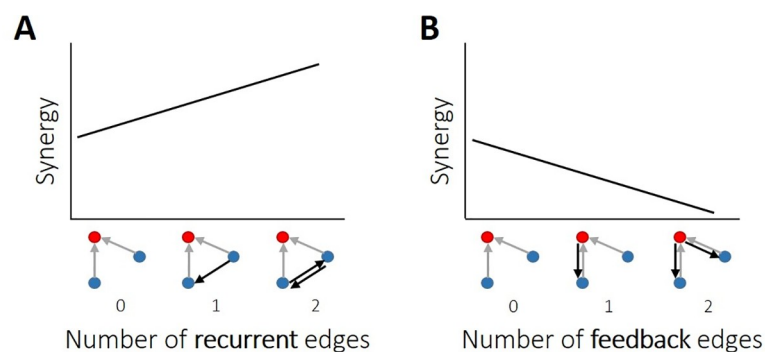 A
Synergy
0 1 2
Number of recurrent edges
B
Synergy
0 1 2
Number of feedback edges